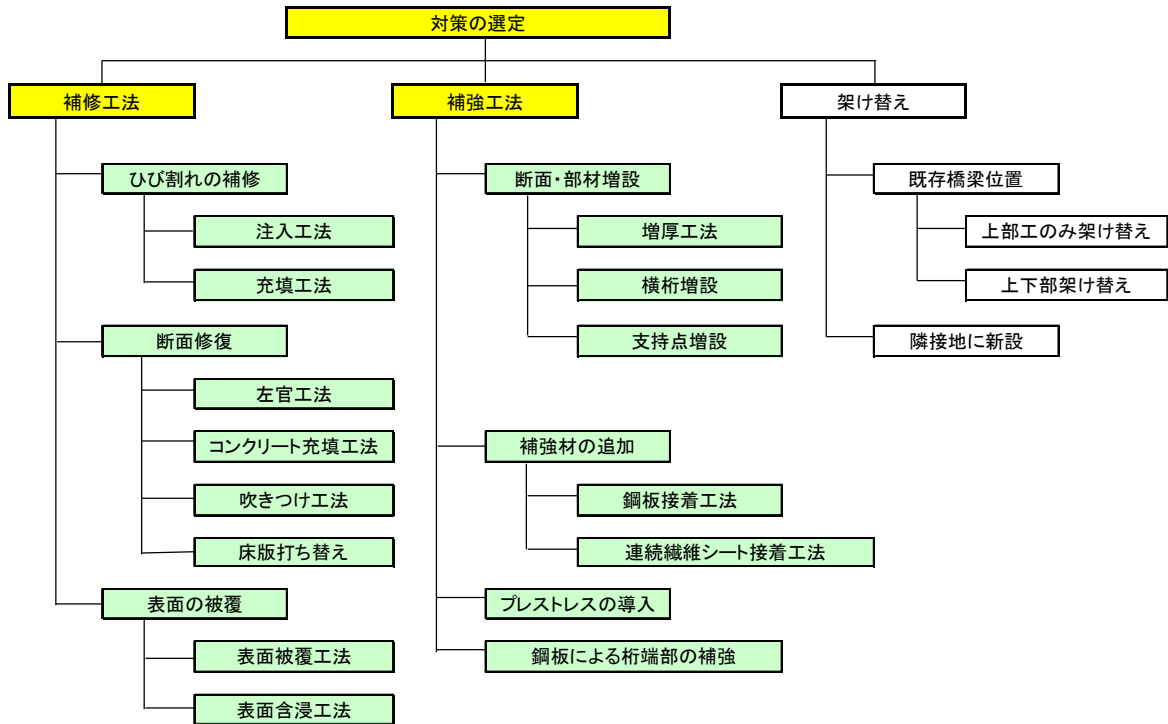 対策の選定
補修工法
ひび割れの補修
注入工法
充填工法
断面修復
左官工法
コンクリート充填工法
吹きつけ工法
床版打ち替え
表面の被覆
表面被覆工法
表面含浸工法
補強工法
断面・部材増設
増厚工法
横桁増設
支持点増設
補強材の追加
鋼板接着工法
連続繊維シート接着工法
プレストレスの導入
鋼板による桁端部の補強
架け替え
既存橋梁位置
上部工のみ架け替え
上下部架け替え
隣接地に新設